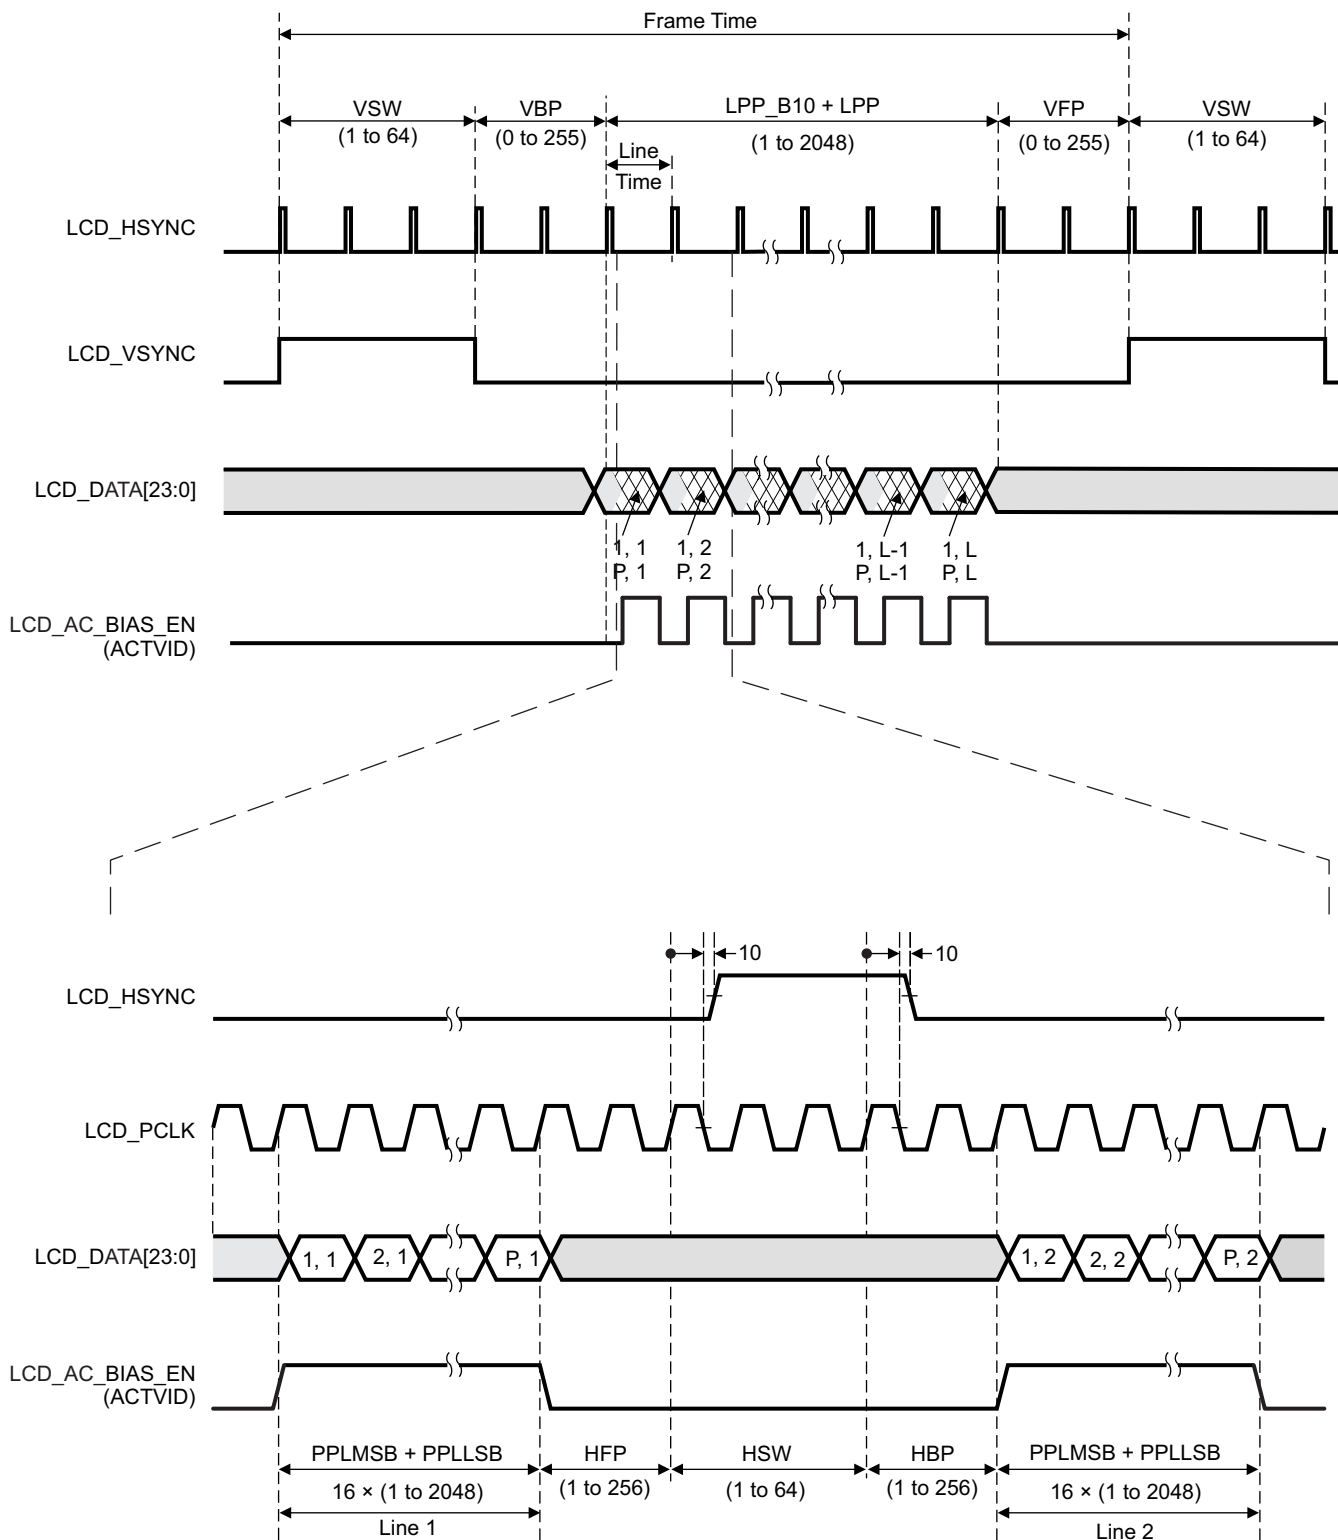 Frame Time
VSW VBP LPP_B10 + LPP VFP VSW
(1 to 64) (0 to 255) (1 to 2048) (0 to 255) (1 to 64)
Line
Time
LCD_HSYNC
LCD_VSYNC
LCD_DATA[23:0]
1, 1 1, 2 1, L-1 1, L
P, 1 P, 2 P, L-1 P, L
LCD_AC_BIAS_EN
(ACTVID)
10 10
LCD_HSYNC
LCD_PCLK
LCD_DATA[23:0] 1, 1 2, 1 P, 1 1, 2 2, 2 P, 2
LCD_AC_BIAS_EN
(ACTVID)
PPLMSB + PPLLSB HFP HSW HBP PPLMSB + PPLLSB
16 × (1 to 2048) (1 to 256) (1 to 64) (1 to 256) 16 × (1 to 2048)
Line 1 Line 2